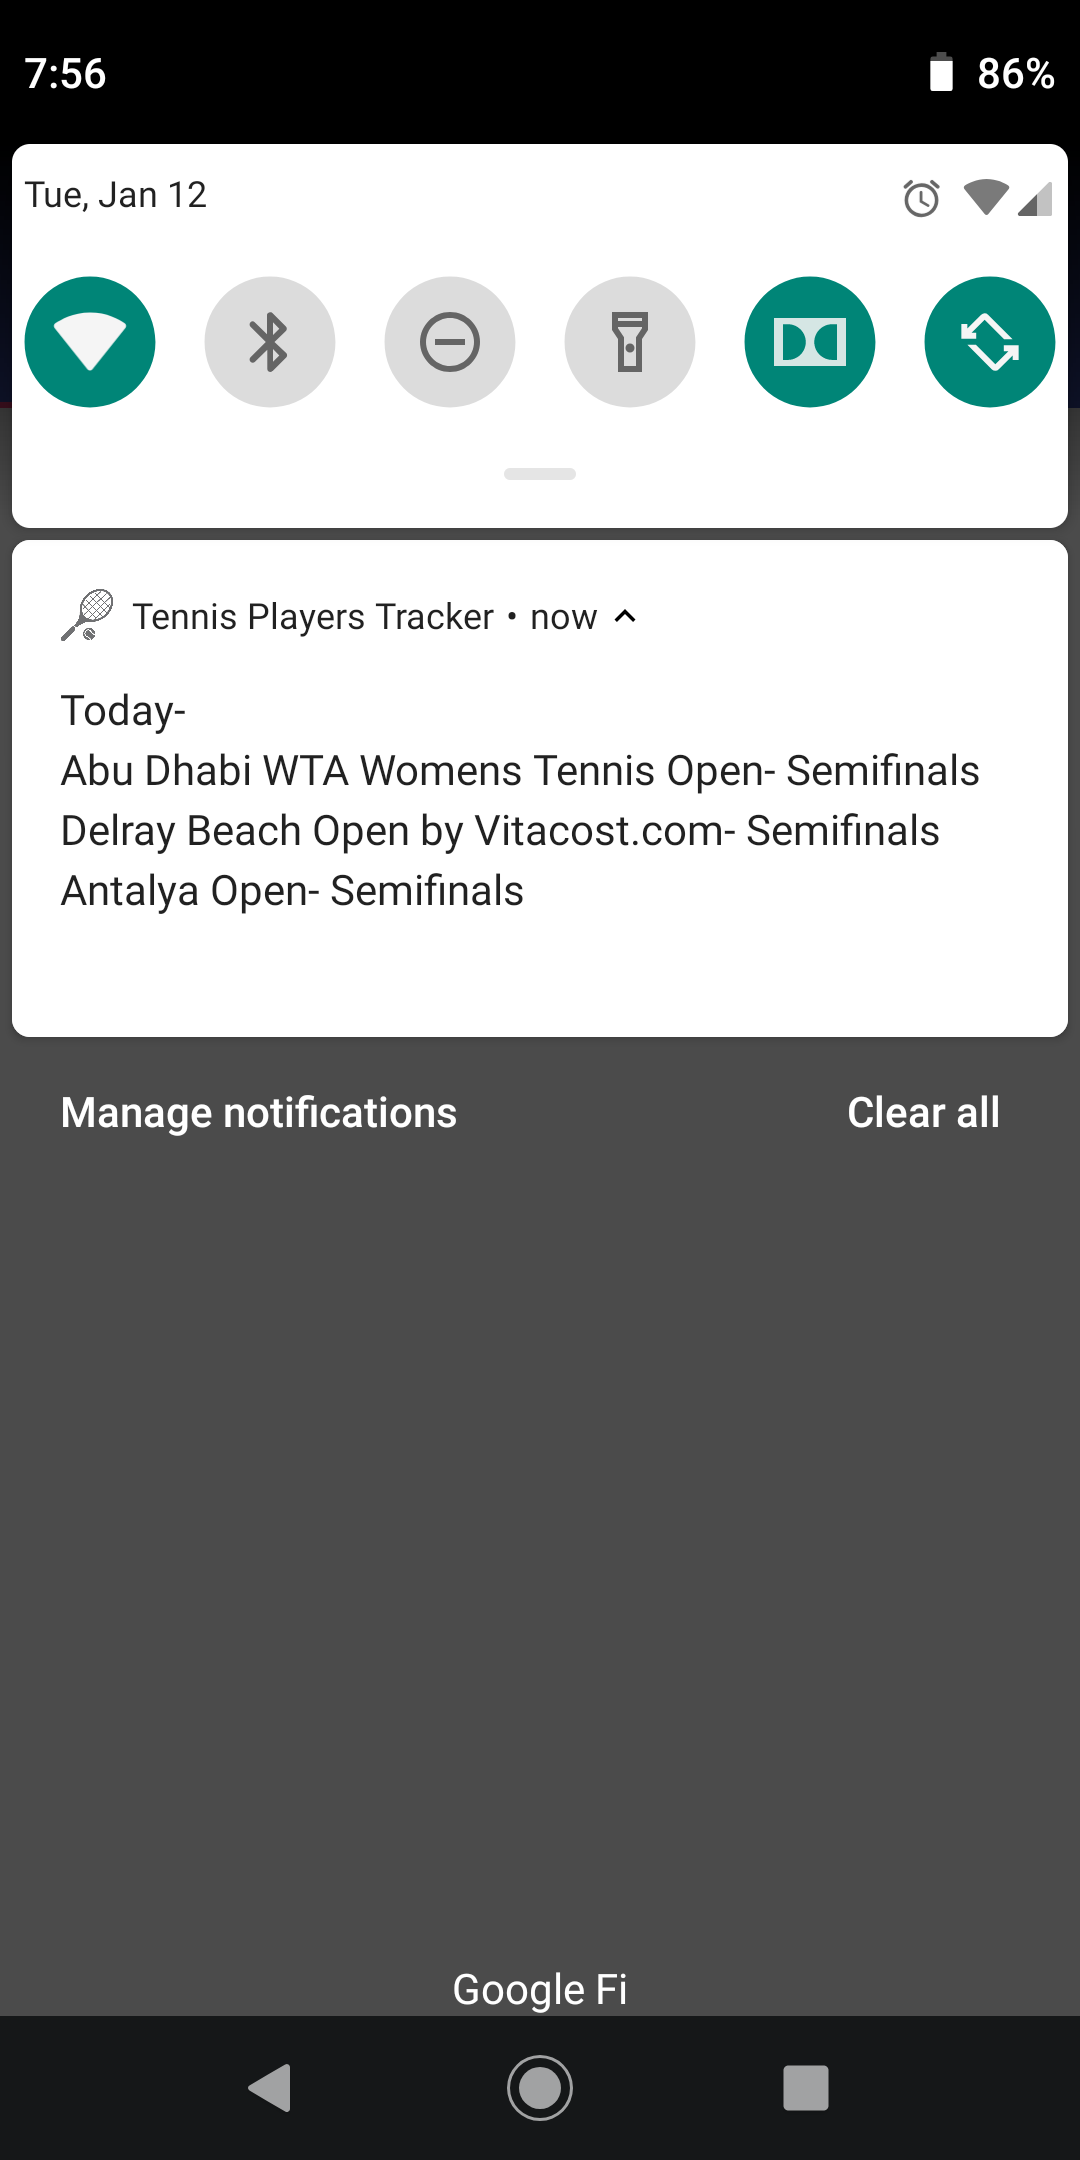 7:56
86%
Tue, Jan 12
Tennis Players Tracker • now
Today-
Abu Dhabi WTA Womens Tennis Open- Semifinals
Delray Beach Open by Vitacost.com- Semifinals
Antalya Open- Semifinals
Manage notifications
Clear all
Google Fi